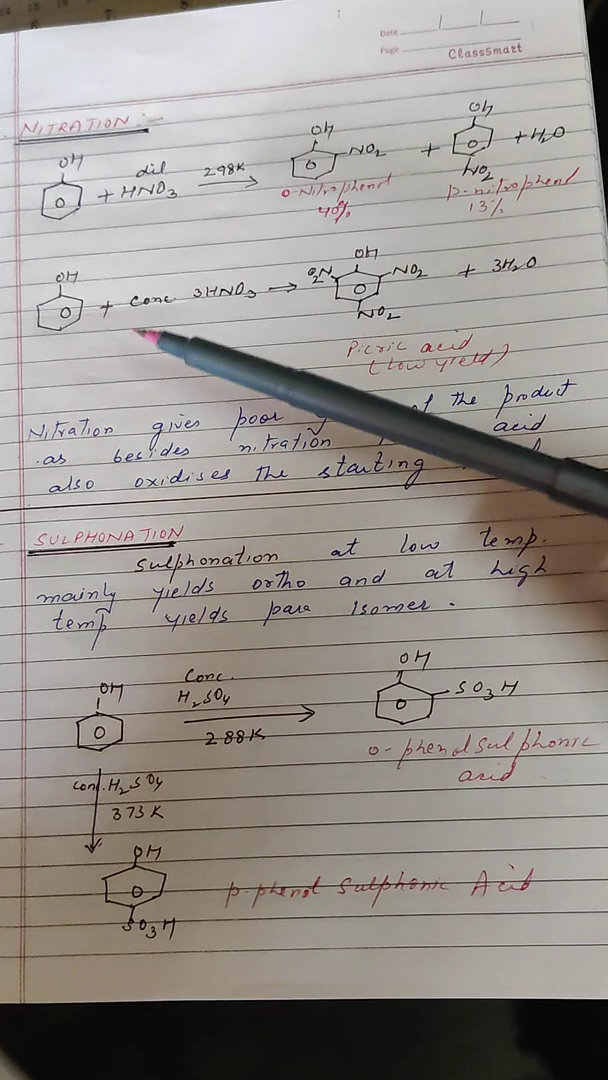 Date
Page
ClassSmart
NITRATION :-
OH + dil HNO3 298K → OH NO2 + OH NO2 + H2O
o-Nitrophenol 40%
p-nitrophenol 13%
OH + Conc 3HNO3 → OH O2N NO2 NO2 + 3H2O
Picric acid
(low yield)
Nitration gives poor of the product
as besides nitration acid
also oxidises the starting
SULPHONATION
sulphonation at low temp.
mainly yields ortho and at high
temp yields para Isomer.
OH Conc. H2SO4 288K → OH SO3H
o-phenolsulphonic
acid
conc. H2SO4
373K
OH
SO3H
p-phenol Sulphonic Acid